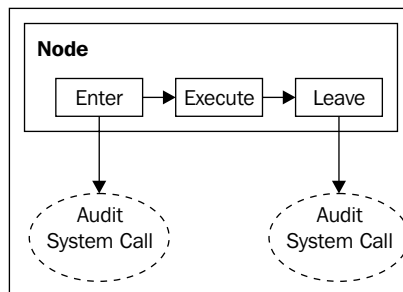 Node
Enter
Execute
Leave
Audit
System Call
Audit
System Call